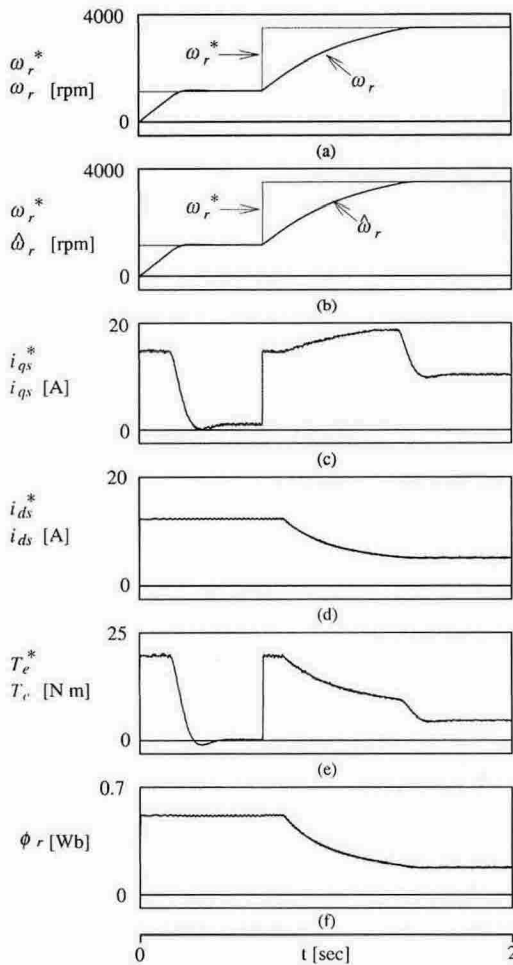 4000
ω_r*
ω_r [rpm]
0
ω_r*
ω_r
(a)
4000
ω_r*
ω̂_r [rpm]
0
ω_r*
ω̂_r
(b)
20
i_qs*
i_qs [A]
0
(c)
20
i_ds*
i_ds [A]
0
(d)
25
T_e*
T_e [N m]
0
(e)
0.7
ϕ_r [Wb]
0
(f)
0 t [sec] 2